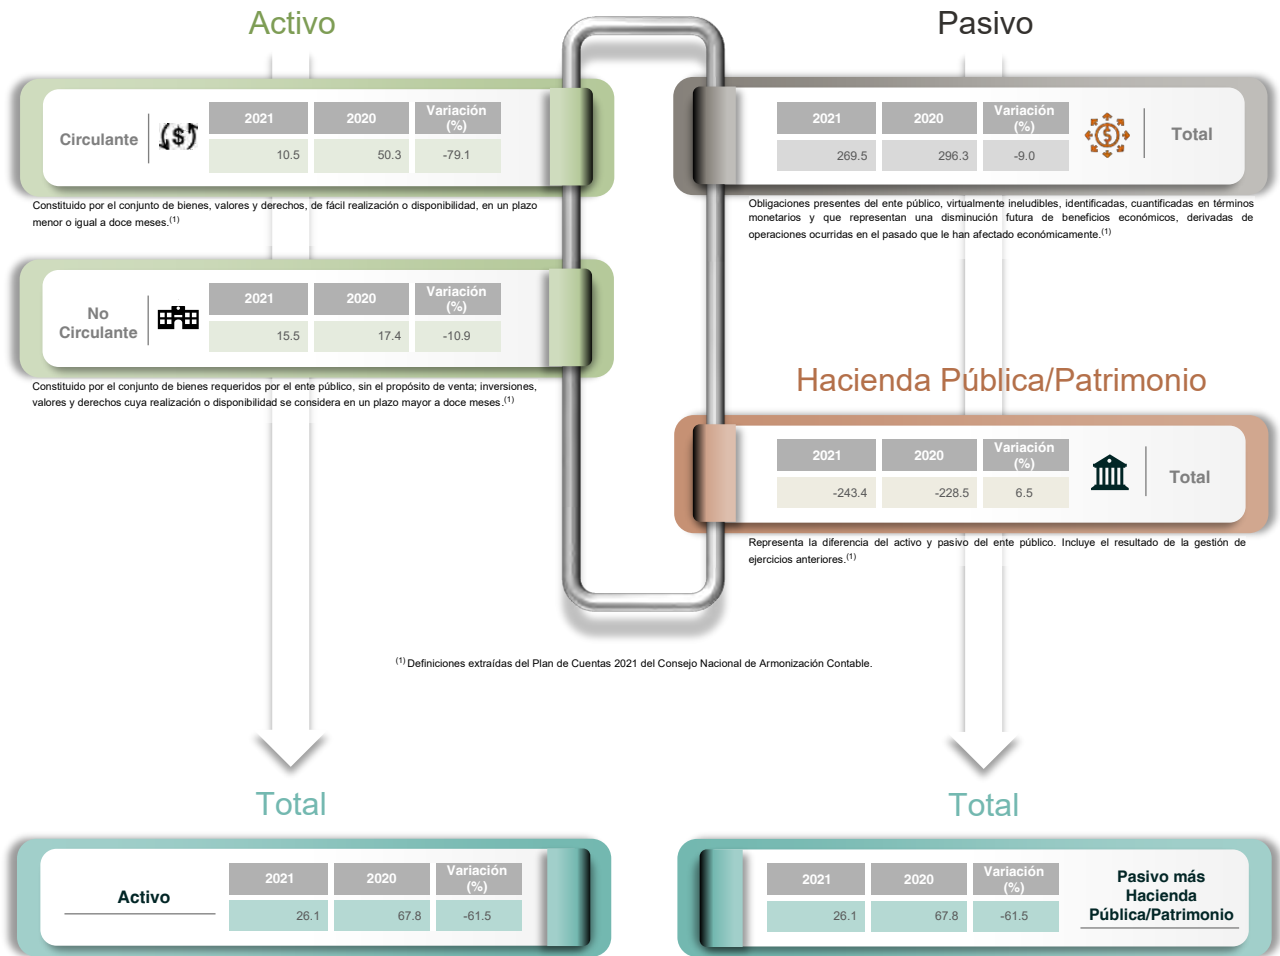 Activo
Circulante
2021 2020 Variación (%)
10.5 50.3 -79.1
Constituido por el conjunto de bienes, valores y derechos, de fácil realización o disponibilidad, en un plazo
menor o igual a doce meses.(1)
No
Circulante
2021 2020 Variación (%)
15.5 17.4 -10.9
Constituido por el conjunto de bienes requeridos por el ente público, sin el propósito de venta; inversiones,
valores y derechos cuya realización o disponibilidad se considera en un plazo mayor a doce meses.(1)
Pasivo
2021 2020 Variación (%)
269.5 296.3 -9.0
Total
Obligaciones presentes del ente público, virtualmente ineludibles, identificadas, cuantificadas en términos
monetarios y que representan una disminución futura de beneficios económicos, derivadas de
operaciones ocurridas en el pasado que le han afectado económicamente.(1)
Hacienda Pública/Patrimonio
2021 2020 Variación (%)
-243.4 -228.5 6.5
Total
Representa la diferencia del activo y pasivo del ente público. Incluye el resultado de la gestión de
ejercicios anteriores.(1)
(1) Definiciones extraídas del Plan de Cuentas 2021 del Consejo Nacional de Armonización Contable.
Total
Activo
2021 2020 Variación (%)
26.1 67.8 -61.5
Total
2021 2020 Variación (%)
26.1 67.8 -61.5
Pasivo más
Hacienda
Pública/Patrimonio